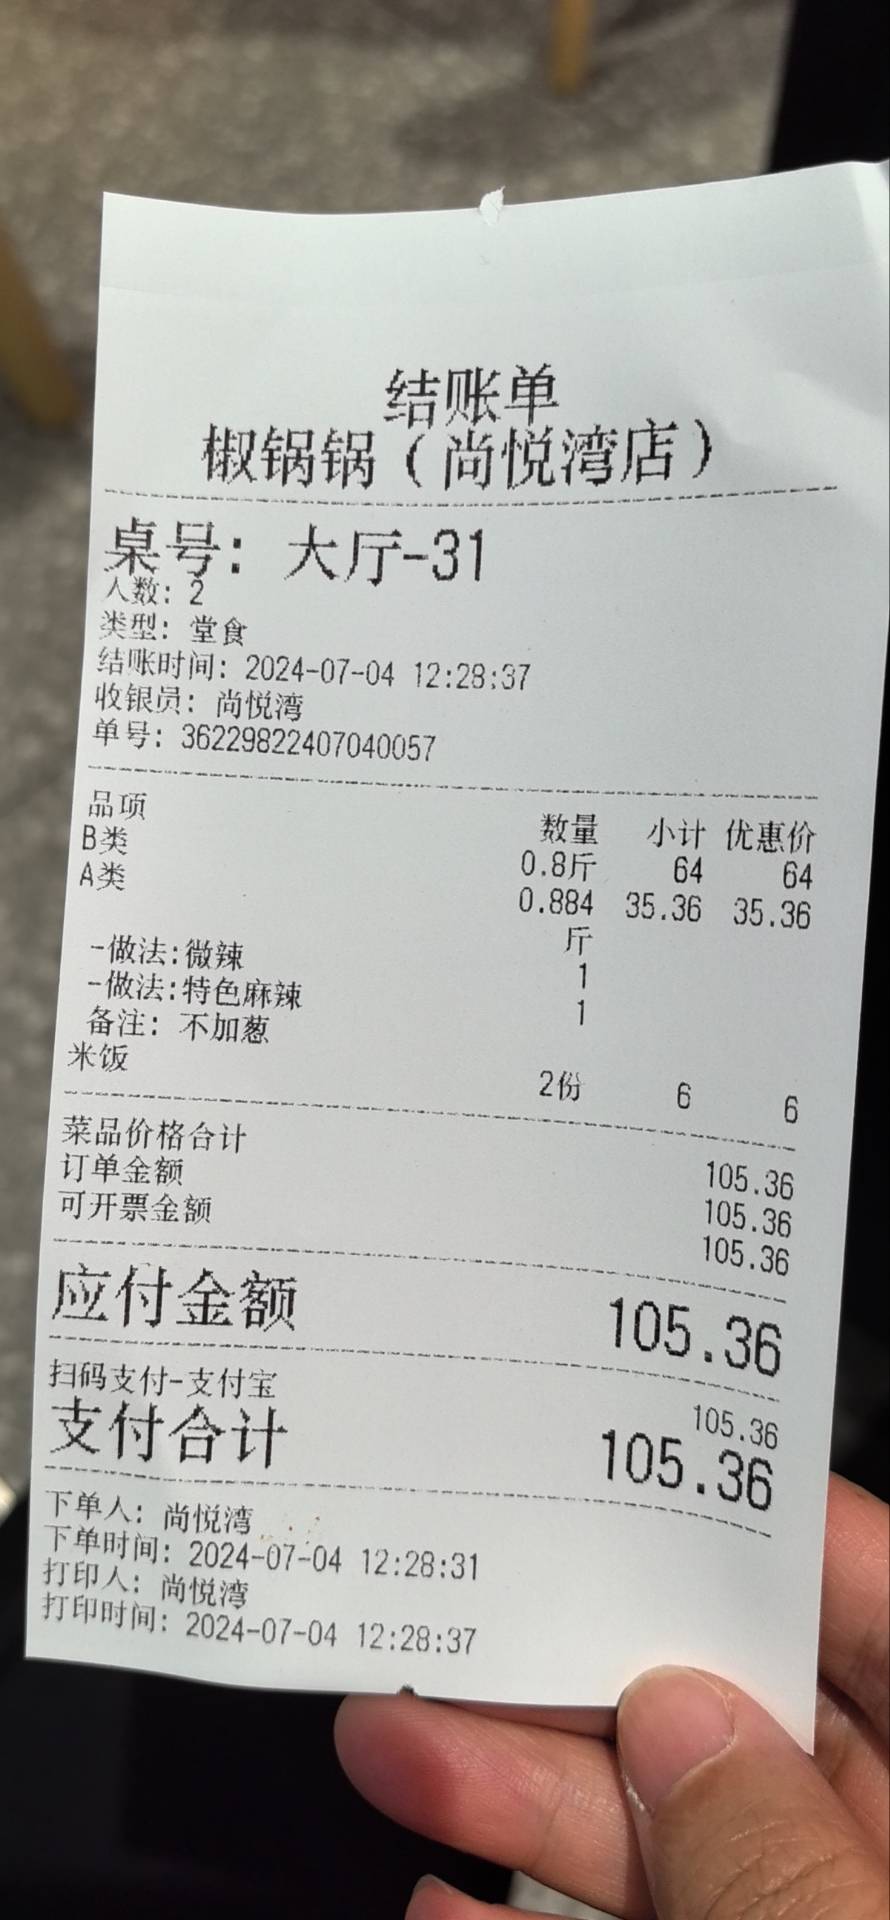 结账单
椒锅锅（尚悦湾店）
桌号：大厅-31
人数：2
类型：堂食
结账时间：2024-07-04 12:28:37
收银员：尚悦湾
单号：36229822407040057
品项 数量 小计 优惠价
B类 0.8斤 64 64
A类 0.884斤 35.36 35.36
-做法:微辣 1
-做法:特色麻辣 1
备注：不加葱
米饭 2份 6 6
菜品价格合计 105.36
订单金额 105.36
可开票金额 105.36
应付金额 105.36
扫码支付-支付宝 105.36
支付合计 105.36
下单人：尚悦湾
下单时间：2024-07-04 12:28:31
打印人：尚悦湾
打印时间：2024-07-04 12:28:37